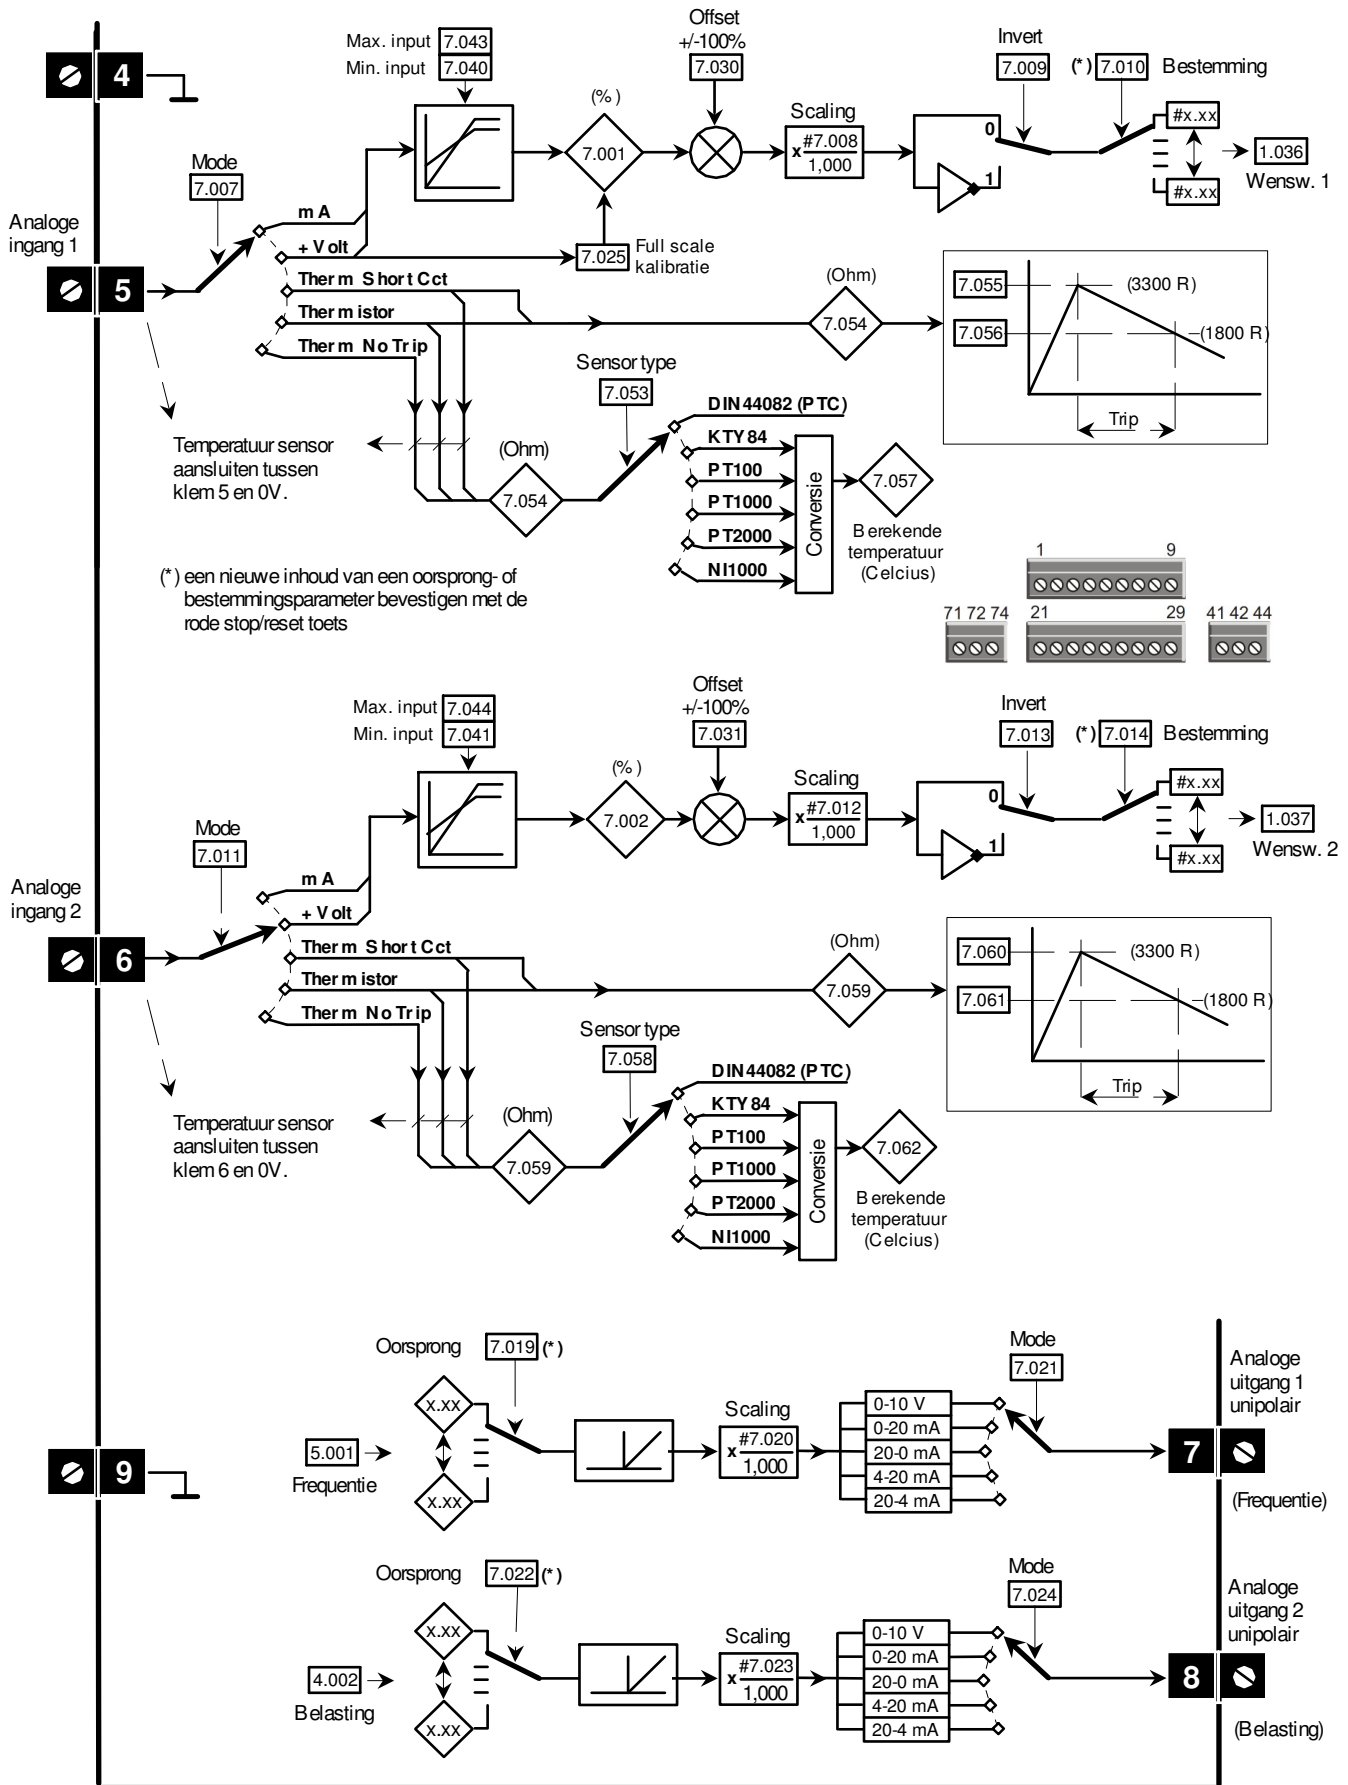 4
Max. input 7.043
Min. input 7.040
Offset
+/-100%
7.030
Invert
7.009
(*) 7.010 Bestemming
(%)
7.001
Scaling
x #7.008
1,000
0
1
#x.xx
#x.xx
1.036
Wensw. 1
Mode
7.007
Analoge
ingang 1
5
mA
+Volt
Therm Short Cct
Thermistor
Therm No Trip
7.025
Full scale
kalibratie
(Ohm)
7.054
7.055
(3300 R)
7.056
(1800 R)
Trip
Sensor type
7.053
Temperatuur sensor
aansluiten tussen
klem 5 en 0V.
(Ohm)
7.054
DIN44082 (PTC)
KTY84
PT100
PT1000
PT2000
NI1000
Conversie
7.057
Berekende
temperatuur
(Celcius)
(*) een nieuwe inhoud van een oorsprong- of
bestemmingsparameter bevestigen met de
rode stop/reset toets
1 9
71 72 74 21 29 41 42 44
Max. input 7.044
Min. input 7.041
Offset
+/-100%
7.031
Invert
7.013
(*) 7.014 Bestemming
(%)
7.002
Scaling
x #7.012
1,000
0
1
#x.xx
#x.xx
1.037
Wensw. 2
Mode
7.011
Analoge
ingang 2
6
mA
+Volt
Therm Short Cct
Thermistor
Therm No Trip
(Ohm)
7.059
7.060
(3300 R)
7.061
(1800 R)
Trip
Sensor type
7.058
Temperatuur sensor
aansluiten tussen
klem 6 en 0V.
(Ohm)
7.059
DIN44082 (PTC)
KTY84
PT100
PT1000
PT2000
NI1000
Conversie
7.062
Berekende
temperatuur
(Celcius)
9
Oorsprong 7.019 (*)
x.xx
x.xx
5.001
Frequentie
Scaling
x #7.020
1,000
0-10 V
0-20 mA
20-0 mA
4-20 mA
20-4 mA
Mode
7.021
Analoge
uitgang 1
unipolair
7
(Frequentie)
Oorsprong 7.022 (*)
x.xx
x.xx
4.002
Belasting
Scaling
x #7.023
1,000
0-10 V
0-20 mA
20-0 mA
4-20 mA
20-4 mA
Mode
7.024
Analoge
uitgang 2
unipolair
8
(Belasting)